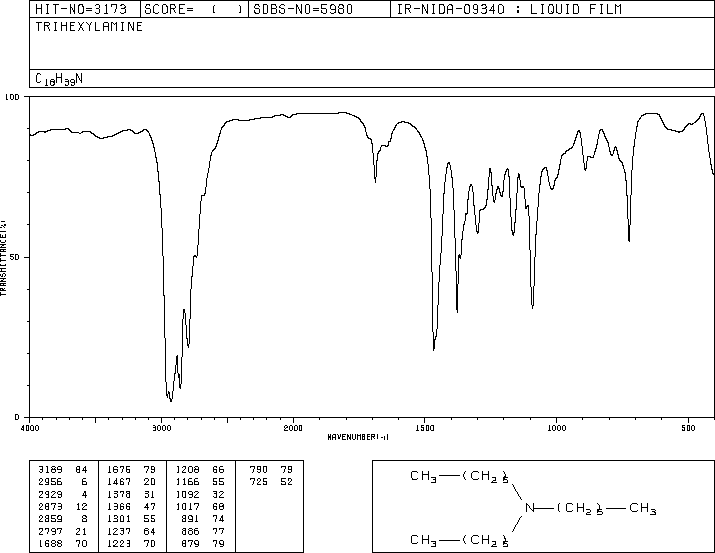 HIT-NO=3173 SCORE= ( ) SDBS-NO=5980 IR-NIDA-09340 : LIQUID FILM
TRIHEXYLAMINE
C18H39N
100
50
0
TRANSMITTANCE(%)
4000 3000 2000 1500 1000 500
WAVENUMBER(-1)
3189 84 1676 79 1208 66 790 79
2956 6 1467 20 1166 55 725 52
2929 4 1378 31 1092 32
2873 12 1366 47 1017 68
2859 8 1301 55 891 74
2797 21 1237 64 886 77
1688 70 1223 70 879 79
CH3—(CH2)5
N—(CH2)5—CH3
CH3—(CH2)5